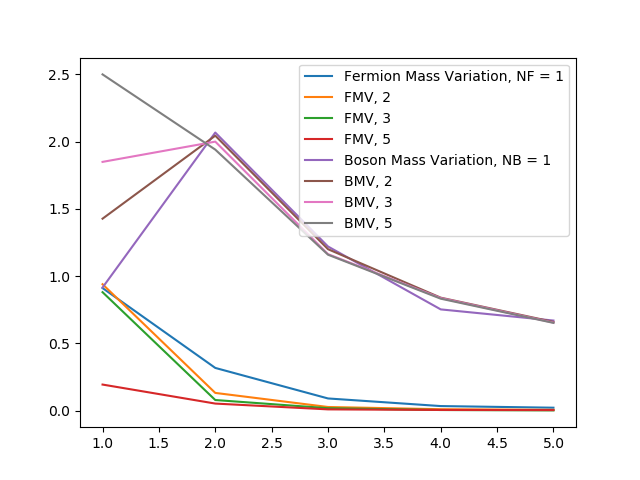 2.5
2.0
1.5
1.0
0.5
0.0
Fermion Mass Variation, NF = 1
FMV, 2
FMV, 3
FMV, 5
Boson Mass Variation, NB = 1
BMV, 2
BMV, 3
BMV, 5
1.0 1.5 2.0 2.5 3.0 3.5 4.0 4.5 5.0